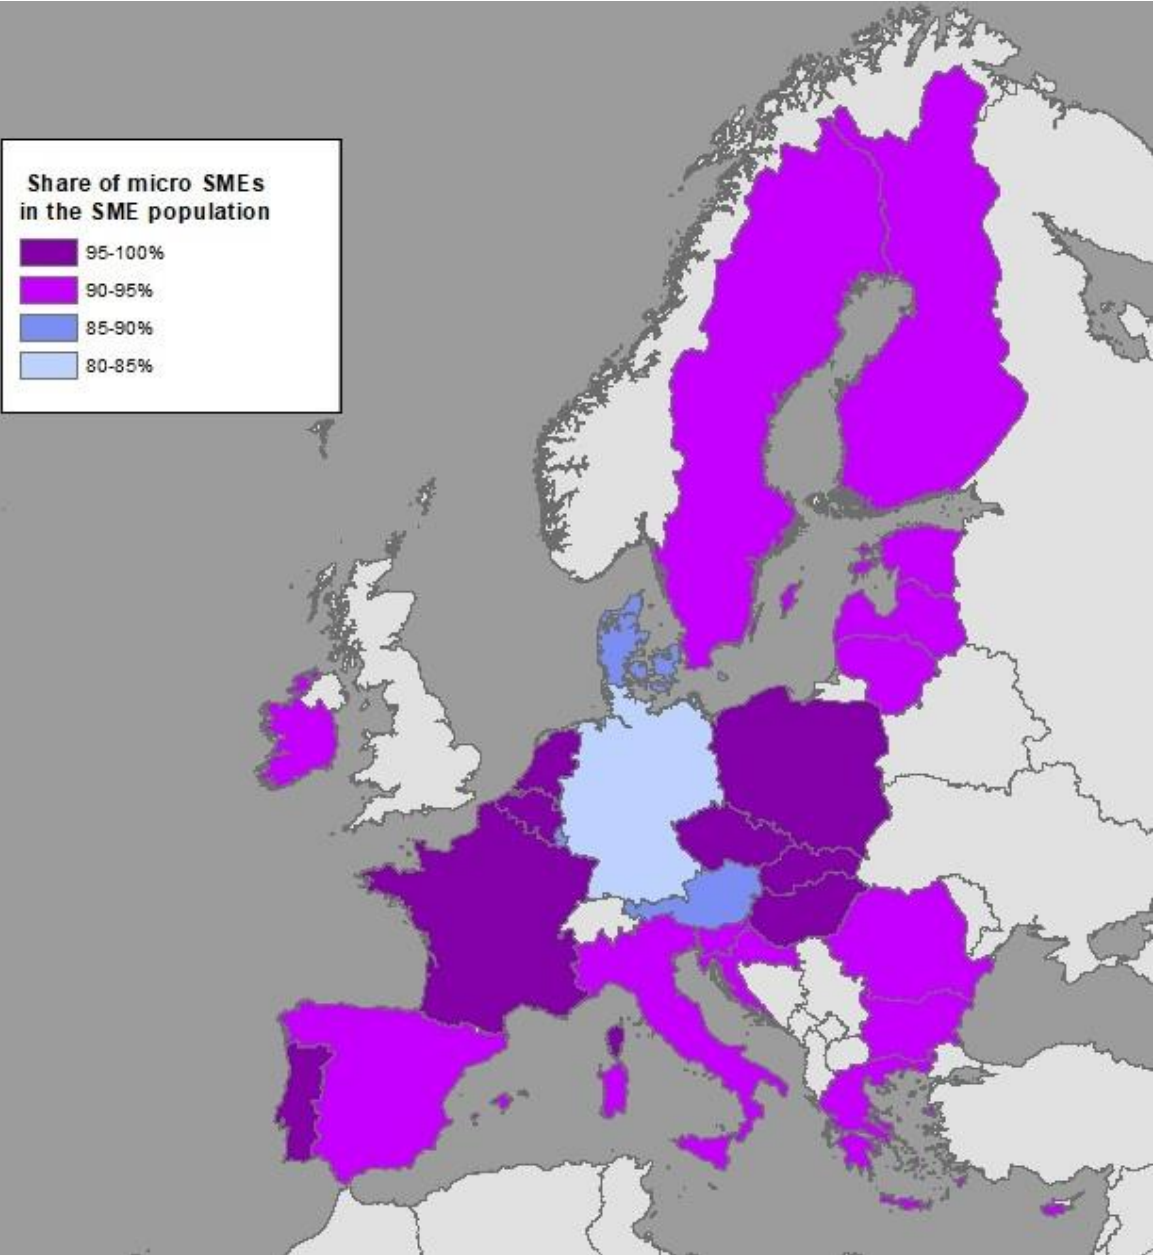 Share of micro SMEs
in the SME population
95-100%
90-95%
85-90%
80-85%